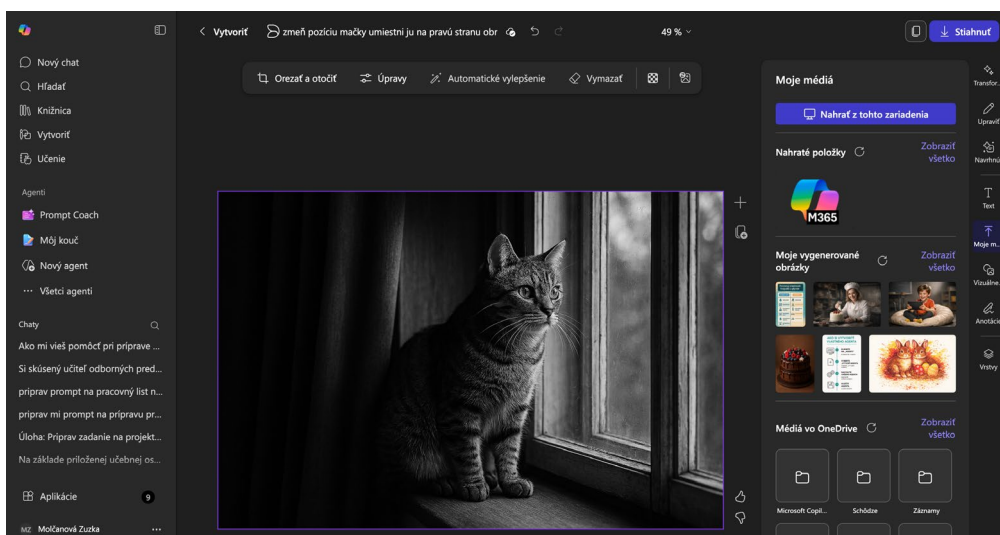 Vytvoriť
zmeň pozíciu mačky umiestni ju na pravú stranu obr
49 %
Stiahnuť
Nový chat
Hľadať
Knižnica
Vytvoriť
Učenie
Agenti
Prompt Coach
Môj kouč
Nový agent
Všetci agenti
Chaty
Ako mi vieš pomôcť pri príprave ...
Si skúsený učiteľ odborných pred...
priprav prompt na pracovný list n...
priprav mi prompt na prípravu pr...
Úloha: Priprav zadanie na projekt...
Na základe priloženej učebnej os...
Aplikácie
9
MZ Molčanová Zuzka
Orezať a otočiť
Úpravy
Automatické vylepšenie
Vymazať
Moje médiá
Nahrať z tohto zariadenia
Nahraté položky
Zobraziť
všetko
M365
Moje vygenerované
obrázky
Zobraziť
všetko
Médiá vo OneDrive
Zobraziť
všetko
Microsoft Copil...
Schôdze
Záznamy
Transfor...
Upraviť
Navrhnú
Text
Moje m...
Vizuálne.
Anotácie
Vrstvy